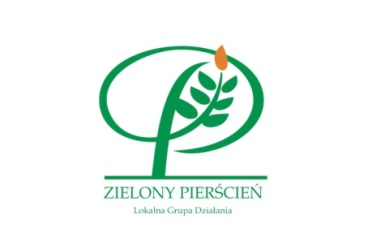 ZIELONY PIERŚCIEŃ
Lokalna Grupa Działania